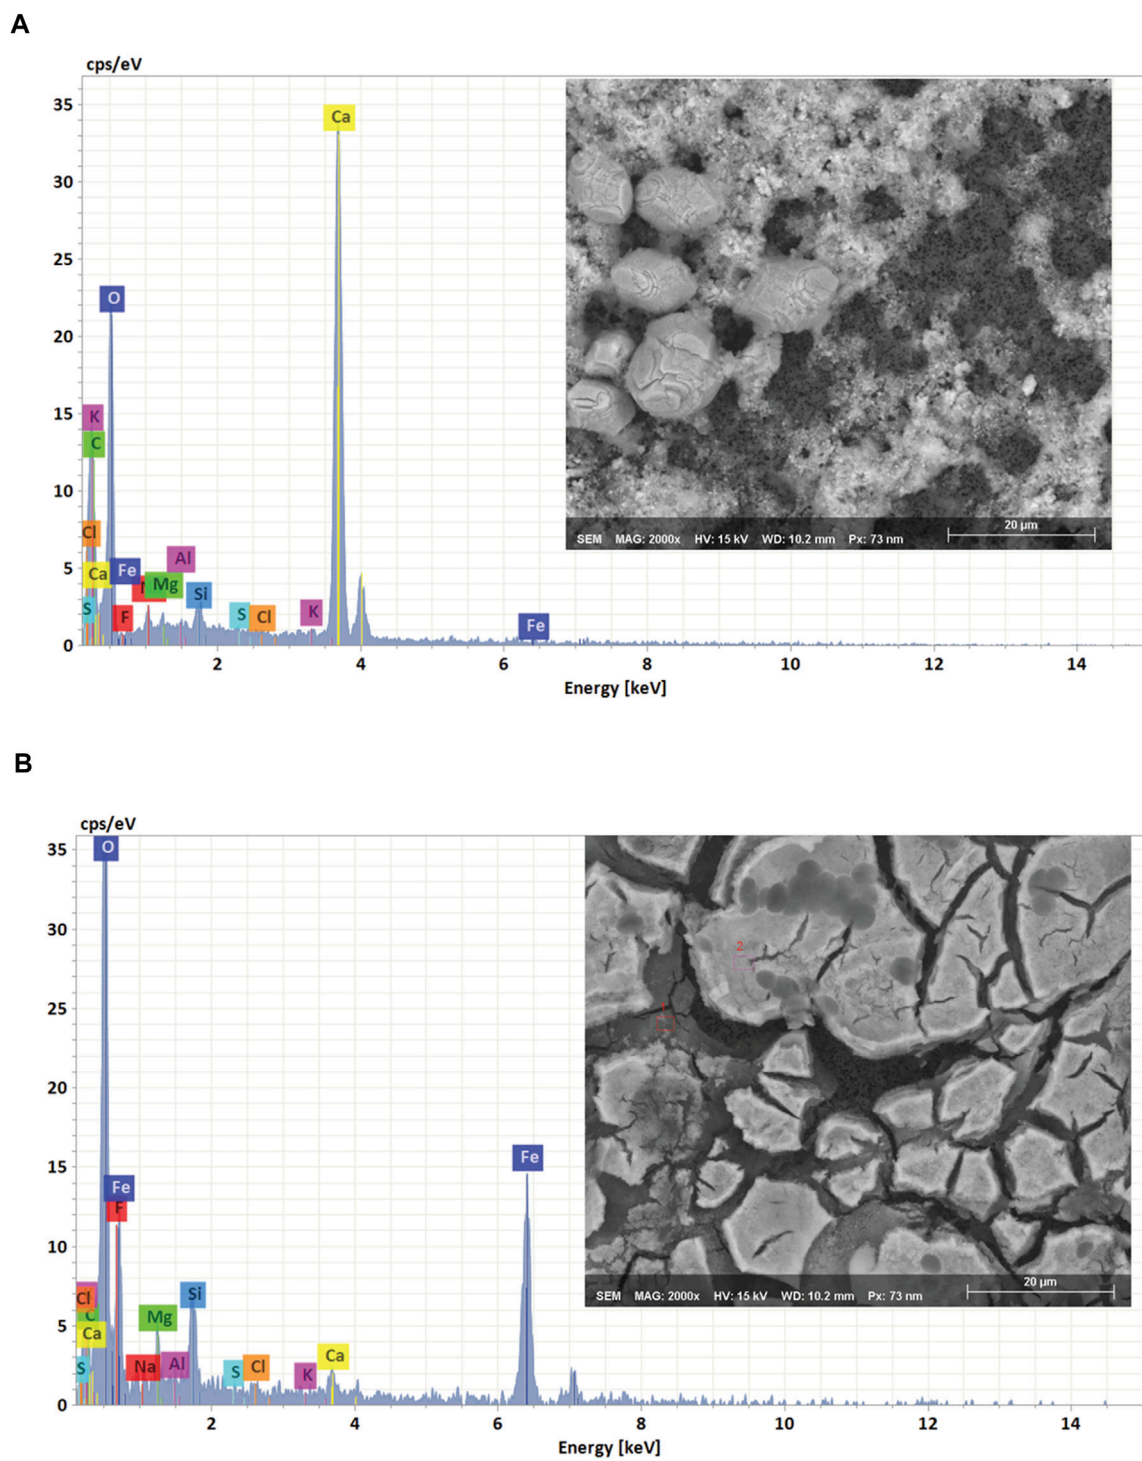 A
cps/eV
35
Ca
30
25
O
20
15
K
C
10
Cl
5
Ca
Fe
Mg
Al
Si
S
F
S
Cl
K
Fe
0
2
4
6
8
10
12
14
Energy [keV]
20 µm
SEM MAG: 2000x HV: 15 kV WD: 10.2 mm Px: 73 nm
B
cps/eV
35
O
30
25
20
15
Fe
Fe
F
10
Cl
C
Si
5
Mg
Ca
S
Na
Al
S
Cl
K
Ca
0
2
4
6
8
10
12
14
Energy [keV]
2
1
20 µm
SEM MAG: 2000x HV: 15 kV WD: 10.2 mm Px: 73 nm